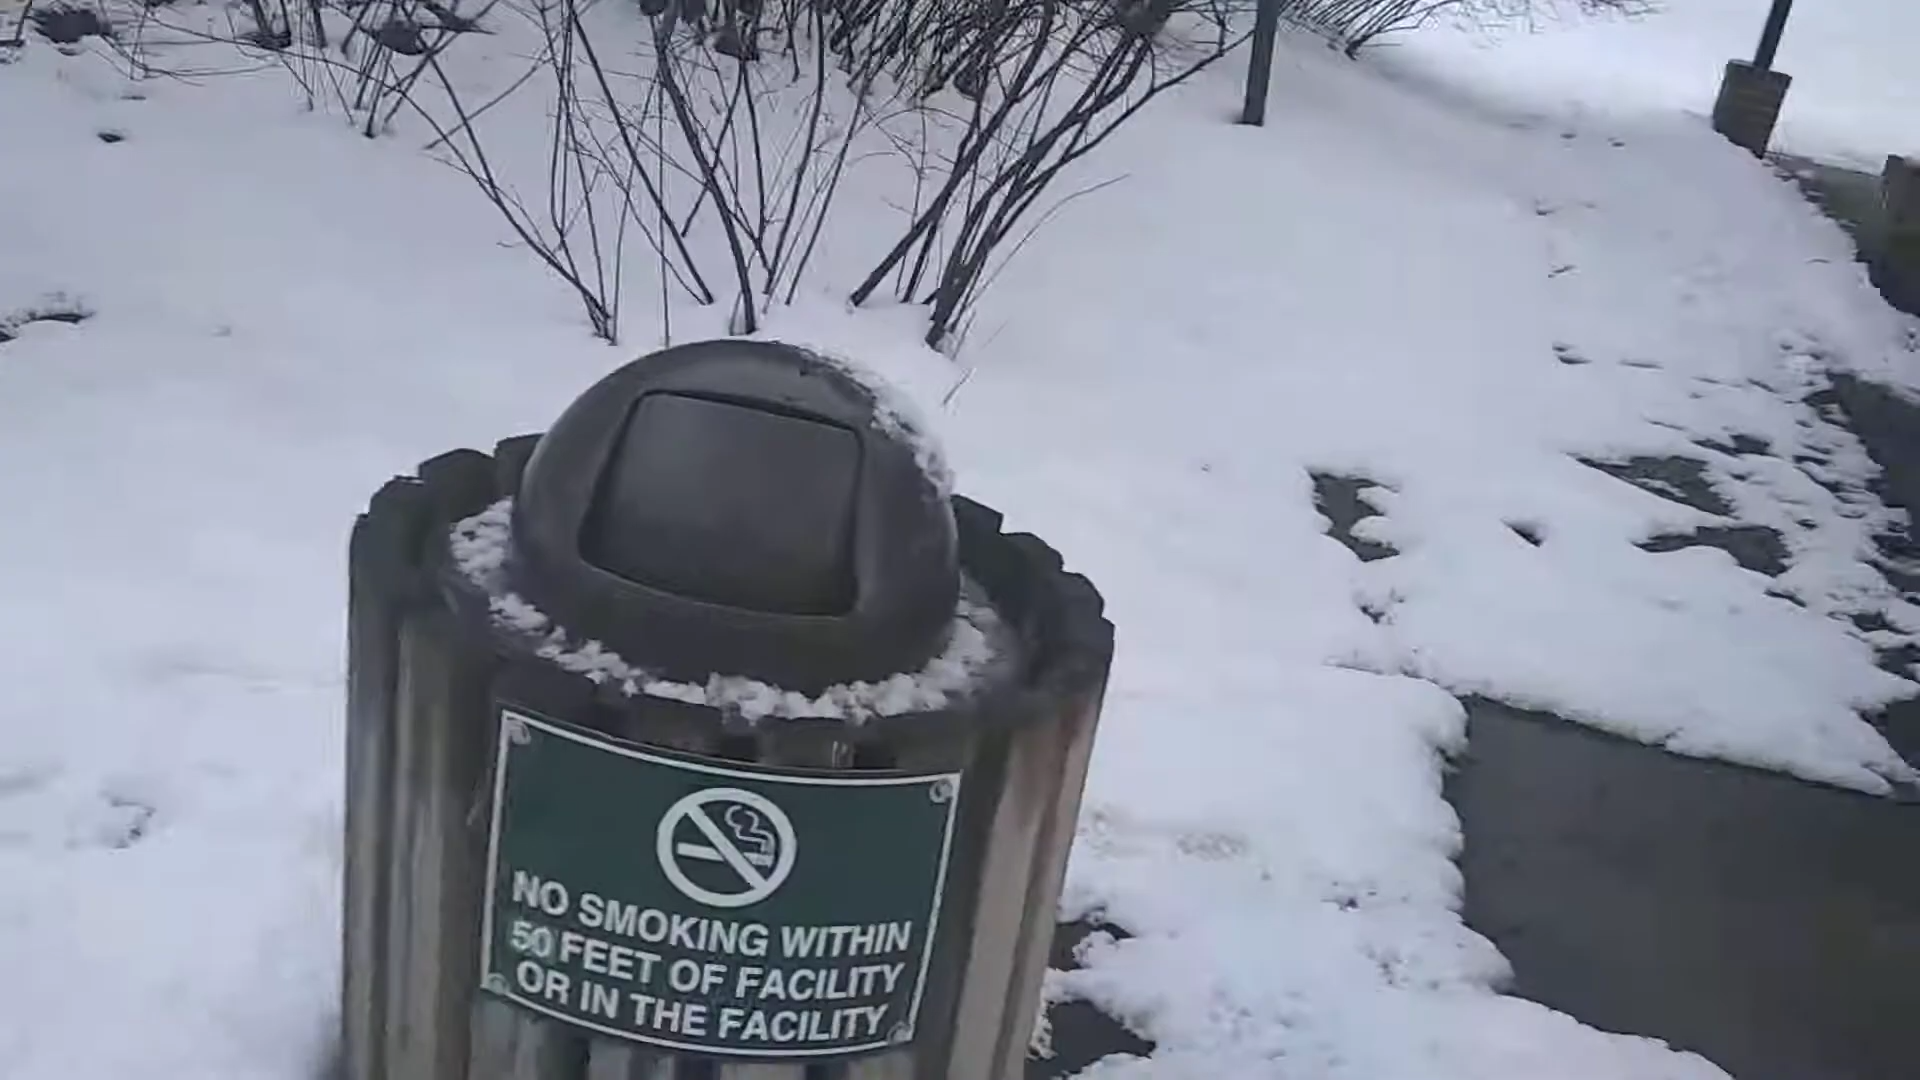 NO SMOKING WITHIN
50 FEET OF FACILITY
OR IN THE FACILITY